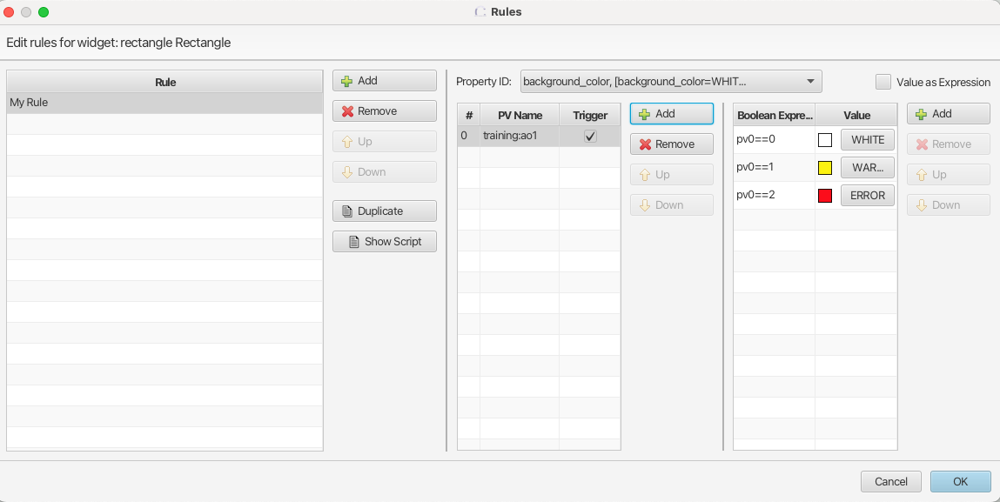 Rules
Edit rules for widget: rectangle Rectangle
Rule
My Rule
Add
Remove
Up
Down
Duplicate
Show Script
Property ID: background_color, [background_color=WHIT... Value as Expression
# PV Name Trigger
0 training:ao1
Add
Remove
Up
Down
Boolean Expre... Value
pv0==0 WHITE
pv0==1 WAR...
pv0==2 ERROR
Add
Remove
Up
Down
Cancel OK